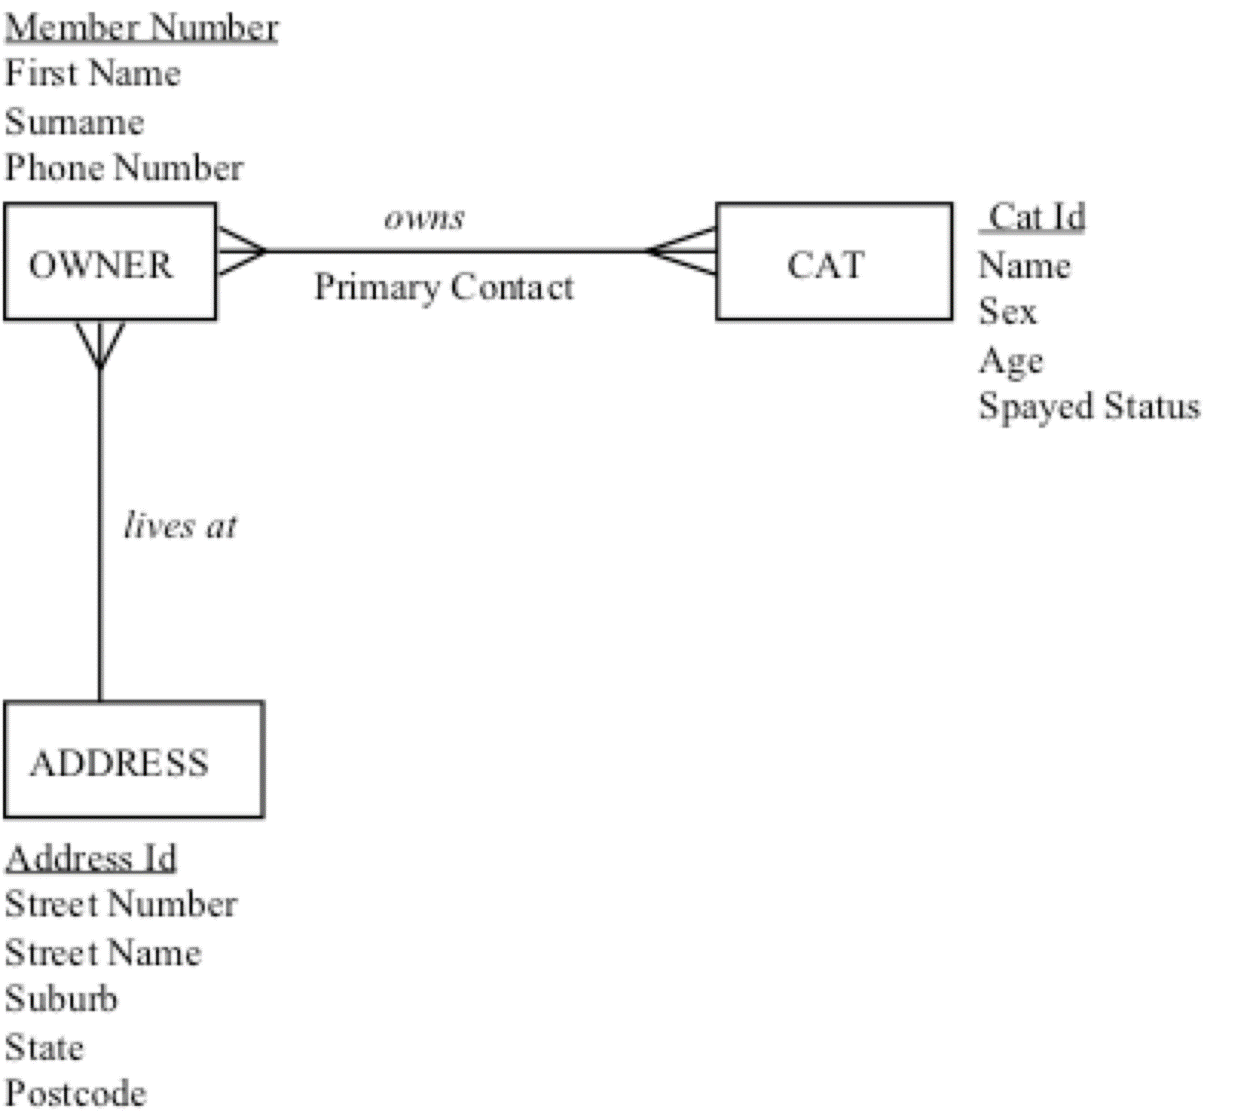 Member Number
First Name
Surname
Phone Number
OWNER
owns
Primary Contact
CAT
Cat Id
Name
Sex
Age
Spayed Status
lives at
ADDRESS
Address Id
Street Number
Street Name
Suburb
State
Postcode